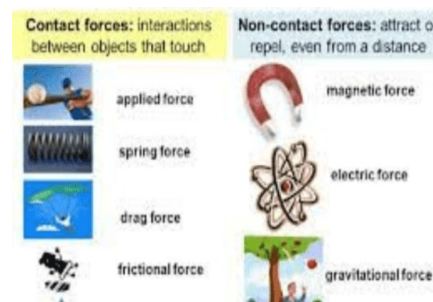 Contact forces: interactions
between objects that touch
applied force
spring force
drag force
frictional force
Non-contact forces: attract o
repel, even from a distance
magnetic force
electric force
gravitational force